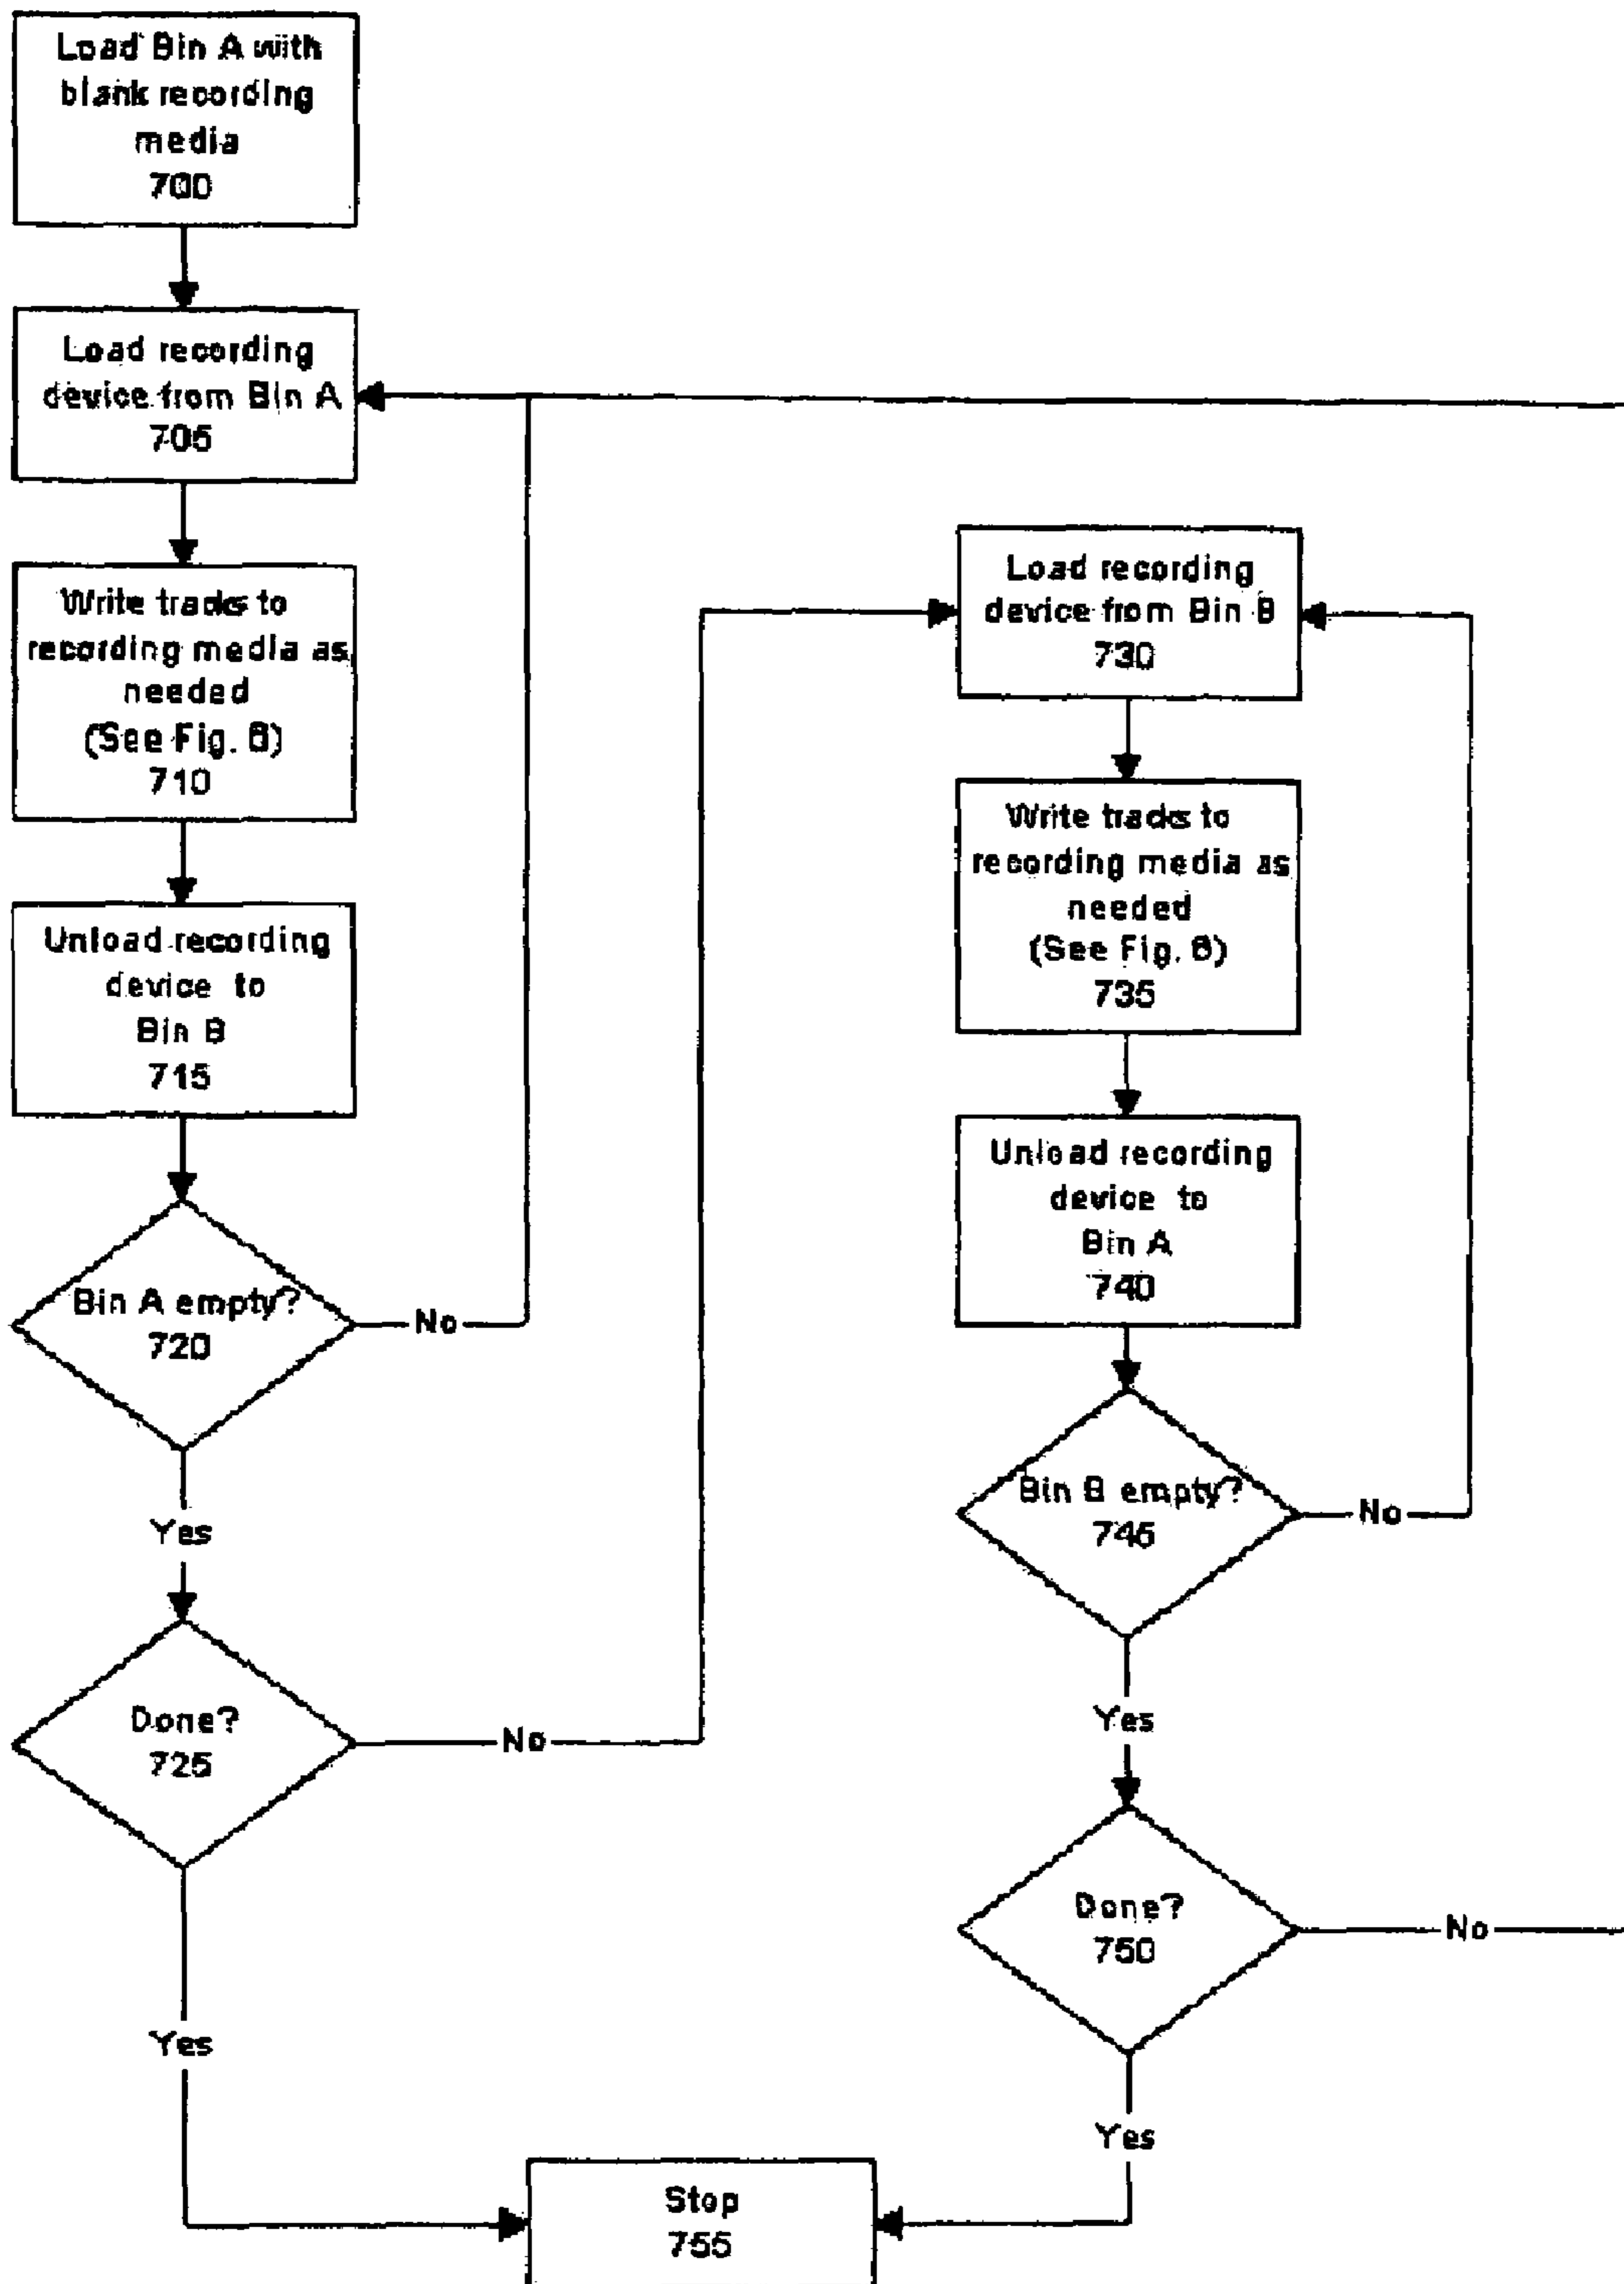 Load Bin A with
blank recording
media
700
Load recording
device from Bin A
705
Write tracks to
recording media as
needed
(See Fig. 8)
710
Unload recording
device to
Bin B
715
Bin A empty?
720
No
Yes
Done?
725
No
Yes
Load recording
device from Bin B
730
Write tracks to
recording media as
needed
(See Fig. 8)
735
Unload recording
device to
Bin A
740
Bin B empty?
745
No
Yes
Done?
750
No
Yes
Stop
755